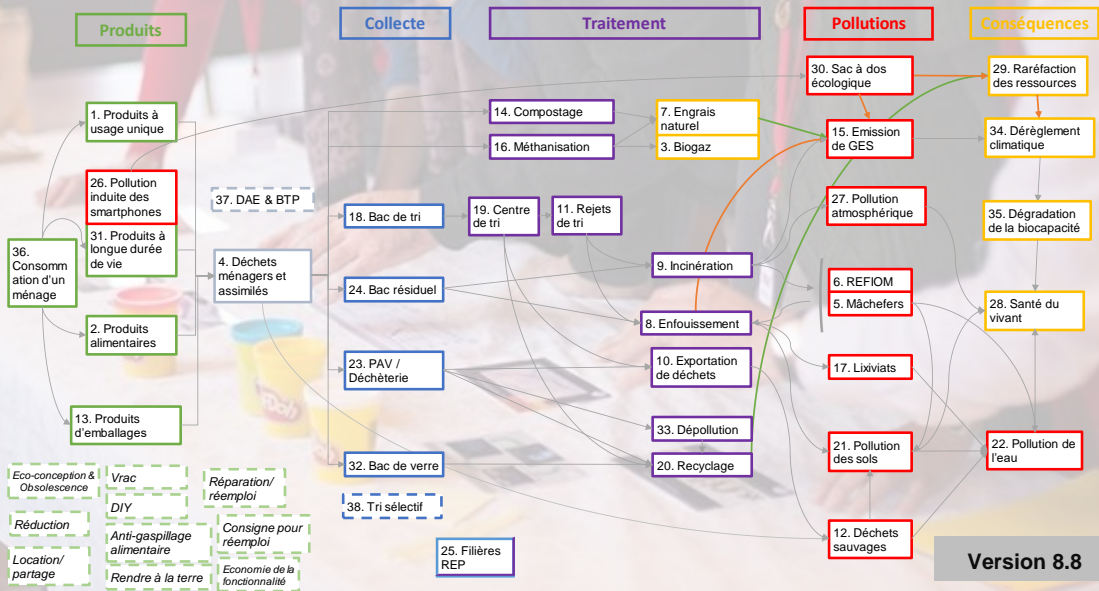 Produits
Collecte
Traitement
Pollutions
Conséquences
30. Sac à dos
écologique
29. Raréfaction
des ressources
1. Produits à
usage unique
14. Compostage
7. Engrais
naturel
15. Emission
de GES
34. Dérèglement
climatique
16. Méthanisation
3. Biogaz
26. Pollution
induite des
smartphones
37. DAE & BTP
18. Bac de tri
19. Centre
de tri
11. Rejets
de tri
27. Pollution
atmosphérique
35. Dégradation
de la biocapacité
31. Produits à
longue durée
de vie
36.
Consomm
ation d'un
ménage
4. Déchets
ménagers et
assimilés
24. Bac résiduel
9. Incinération
6. REFIOM
5. Mâchefers
28. Santé du
vivant
2. Produits
alimentaires
8. Enfouissement
23. PAV /
Déchèterie
10. Exportation
de déchets
17. Lixiviats
13. Produits
d'emballages
33. Dépollution
21. Pollution
des sols
22. Pollution de
l'eau
32. Bac de verre
20. Recyclage
Eco-conception &
Obsolescence
Vrac
Réparation/
réemploi
38. Tri sélectif
DIY
Réduction
Anti-gaspillage
alimentaire
Consigne pour
réemploi
12. Déchets
sauvages
25. Filières
REP
Location/
partage
Rendre à la terre
Economie de la
fonctionnalité
Version 8.8